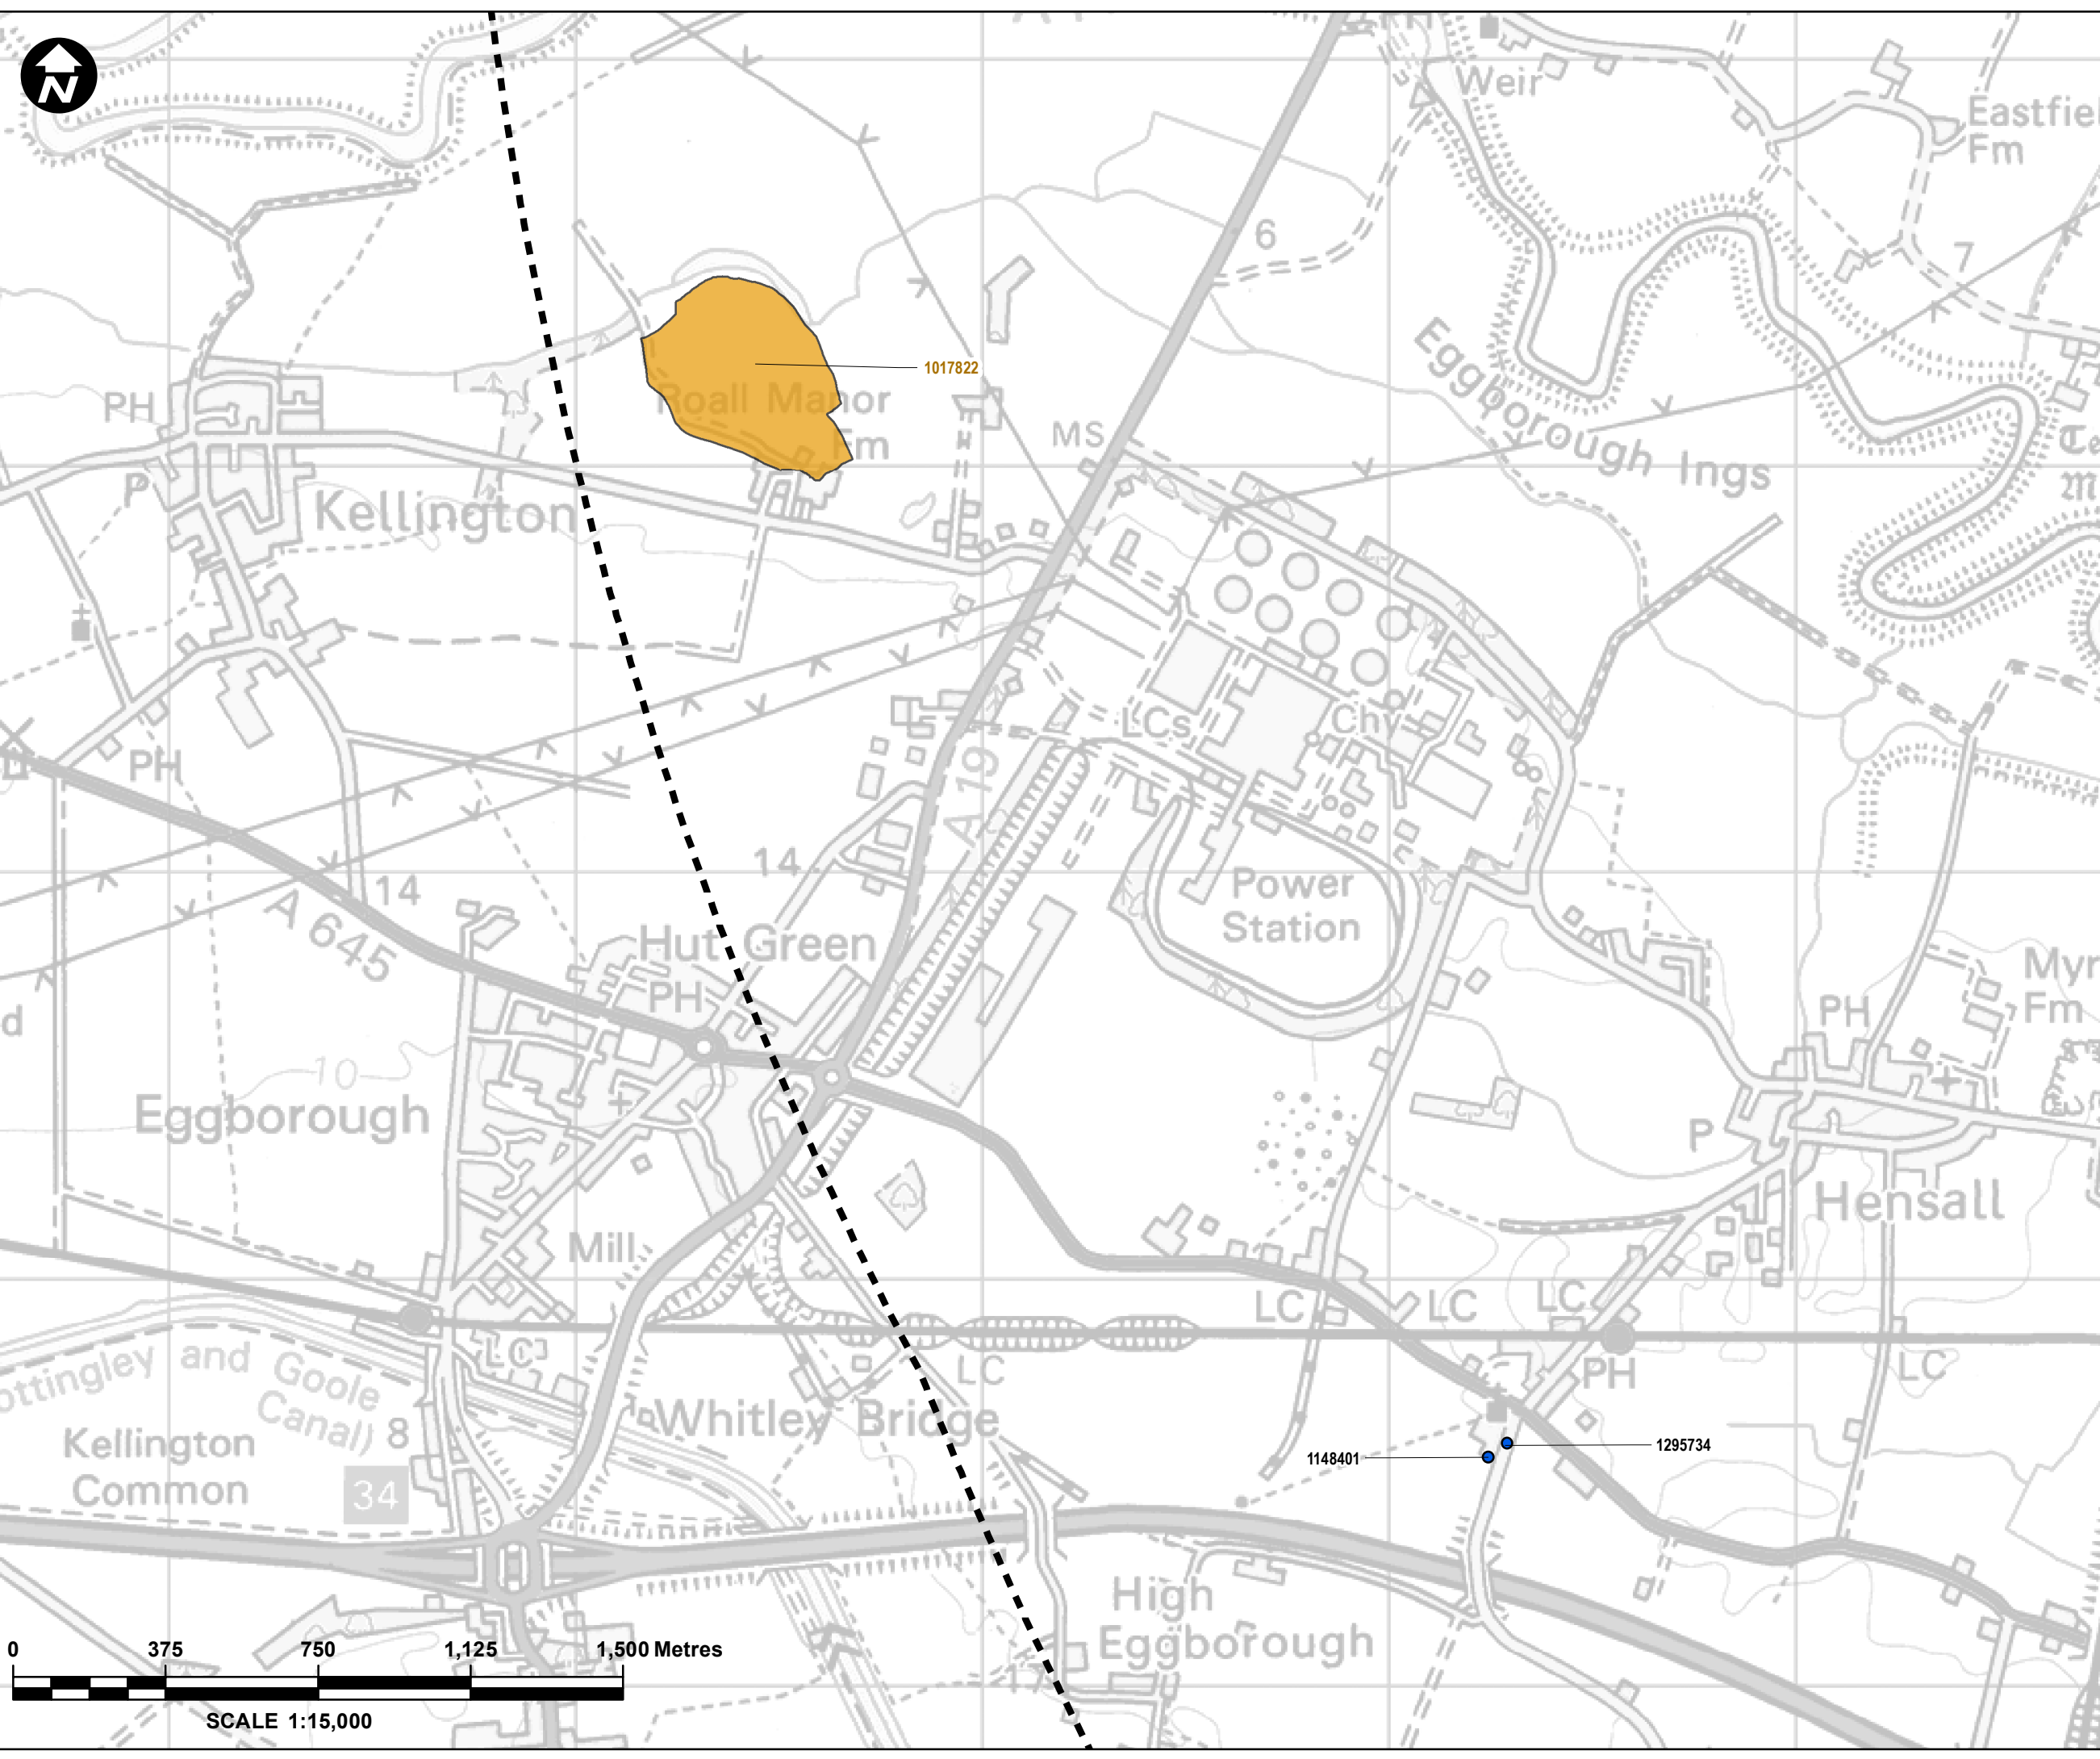 N
Weir
Eastfie
Fm
6
7
1017822
Roall Manor
Fm
PH
MS
Eggborough Ings
P
Kellington
LCs
Chy
PH
A 19
14
14
A 645
Power
Station
Hut Green
PH
Myr
Fm
PH
d
10
Eggborough
P
Hensall
Mill
LC
LC
LC
LC
LC
PH
LC
ottingley and Goole
Canal)
8
Whitley Bridge
Kellington
Common
34
1295734
1148401
High
Eggborough
17
0 375 750 1,125 1,500 Metres
SCALE 1:15,000